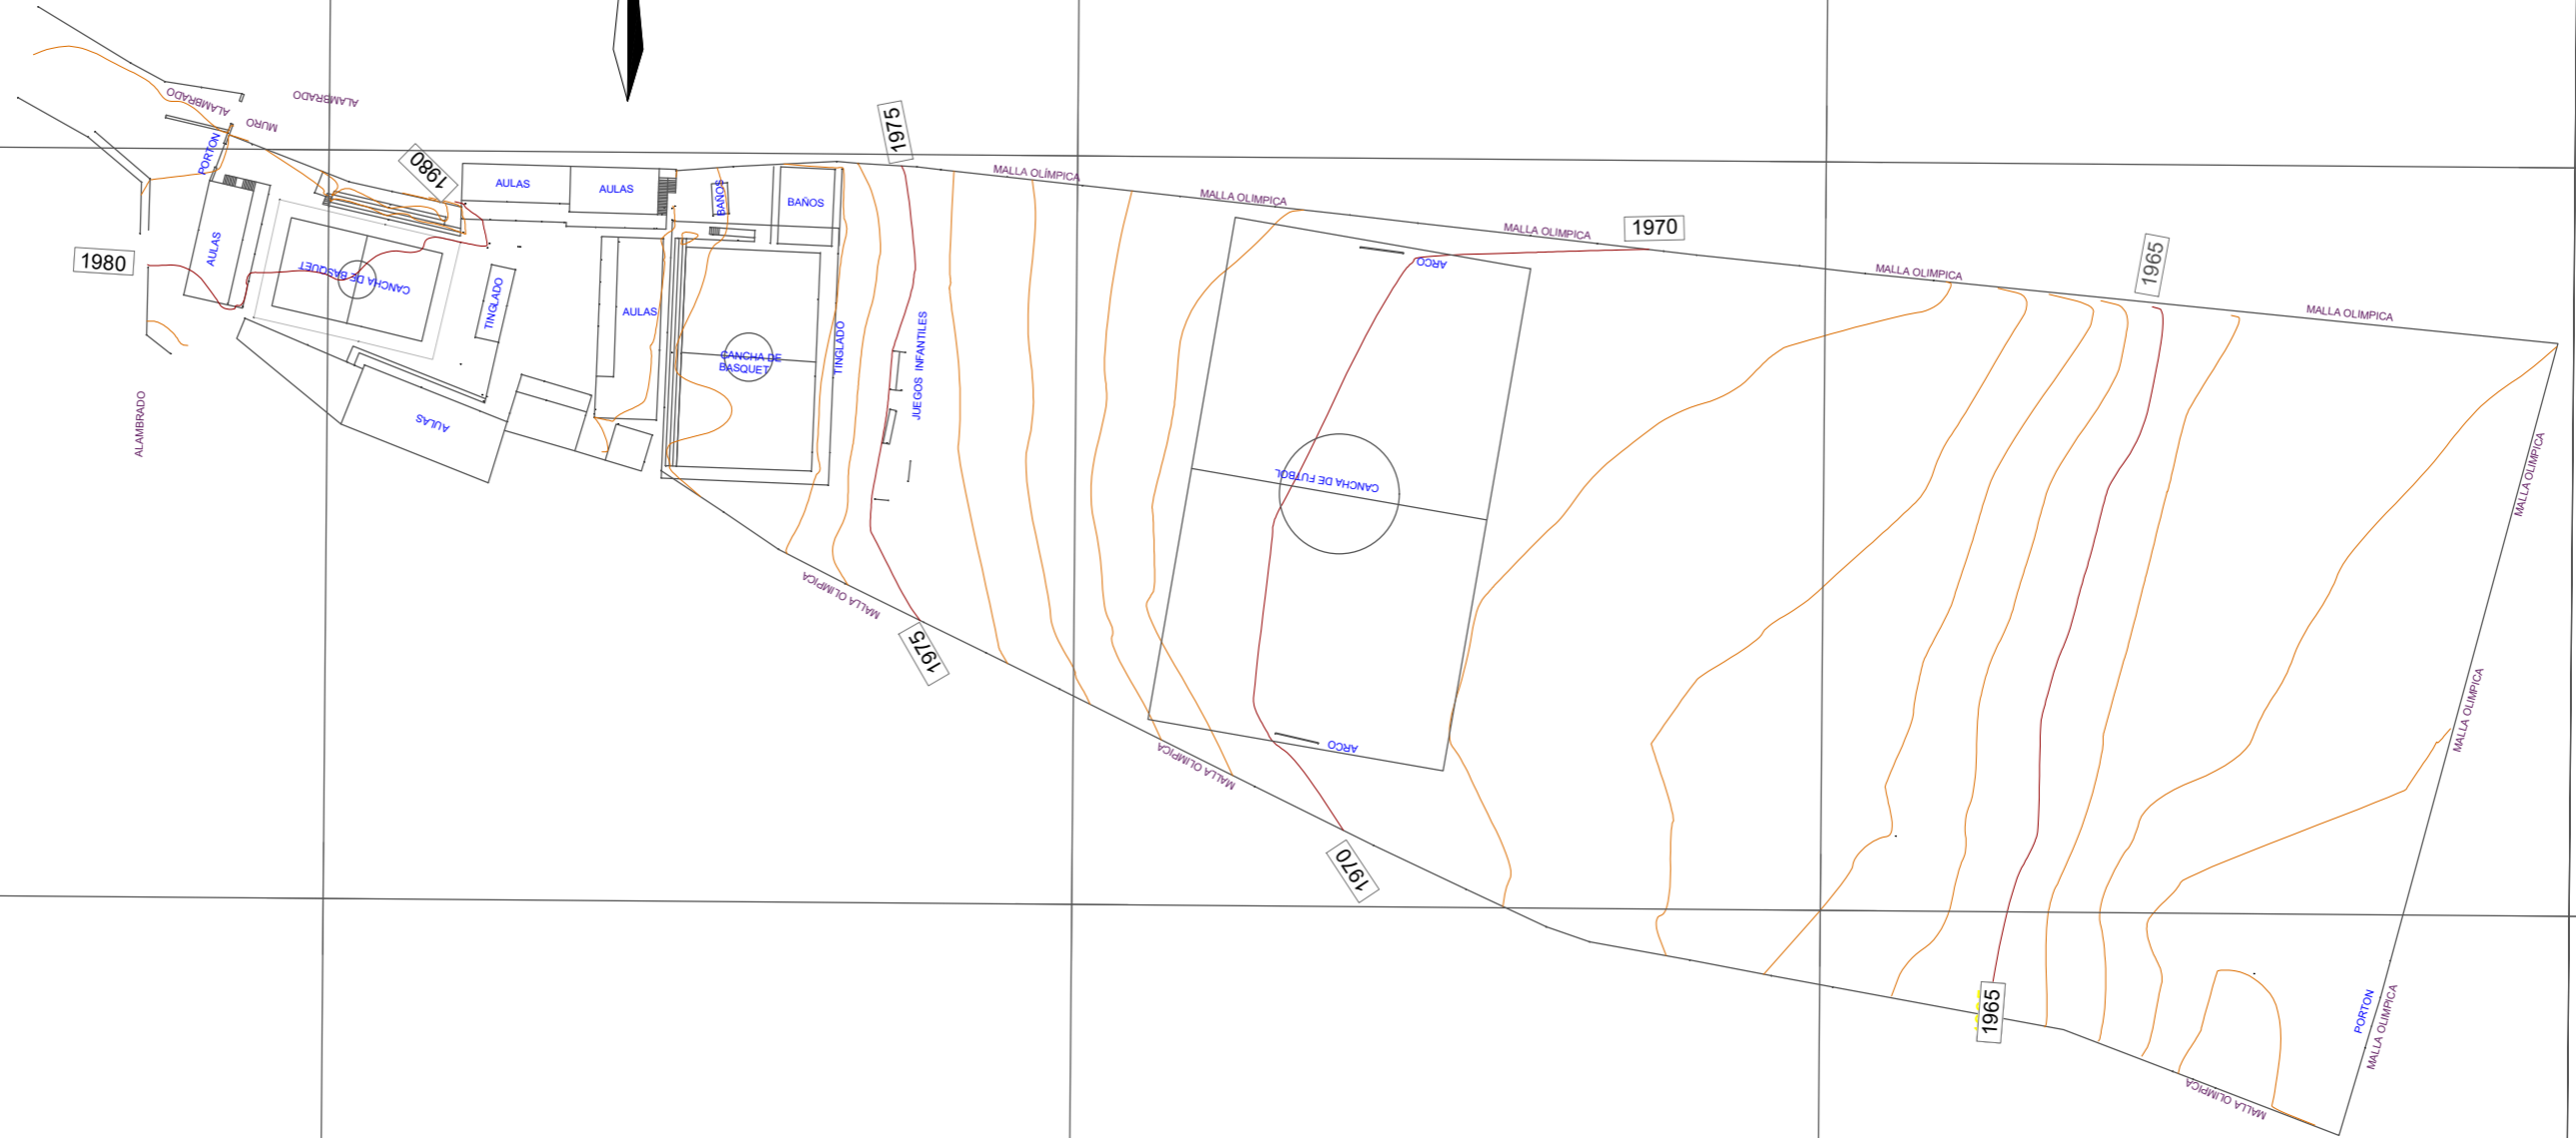 ALAMBRADO
ALAMBRADO
MURO
PORTON
1980
1975
AULAS
AULAS
BAÑOS
BAÑOS
MALLA OLÍMPICA
MALLA OLIMPICA
MALLA OLIMPICA
1970
1965
MALLA OLIMPICA
MALLA OLIMPICA
1980
AULAS
CANCHA DE BASQUET
TINGLADO
AULAS
CANCHA DE
BASQUET
TINGLADO
JUEGOS INFANTILES
ARCO
ALAMBRADO
AULAS
CANCHA DE FUTBOL
MALLA OLIMPICA
MALLA OLIMPICA
1975
MALLA OLIMPICA
ARCO
MALLA OLIMPICA
1970
1965
PORTON
MALLA OLIMPICA
MALLA OLIMPICA